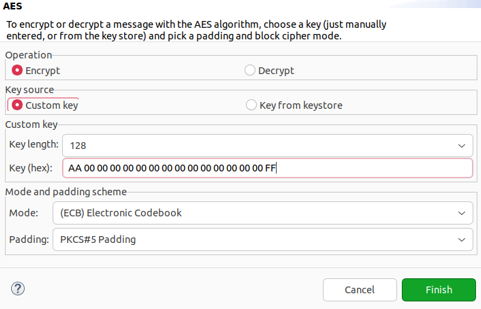 AES
To encrypt or decrypt a message with the AES algorithm, choose a key (just manually
entered, or from the key store) and pick a padding and block cipher mode.
Operation
Encrypt Decrypt
Key source
Custom key Key from keystore
Custom key
Key length: 128
Key (hex): AA 00 00 00 00 00 00 00 00 00 00 00 00 00 00 FF
Mode and padding scheme
Mode: (ECB) Electronic Codebook
Padding: PKCS#5 Padding
? Cancel Finish